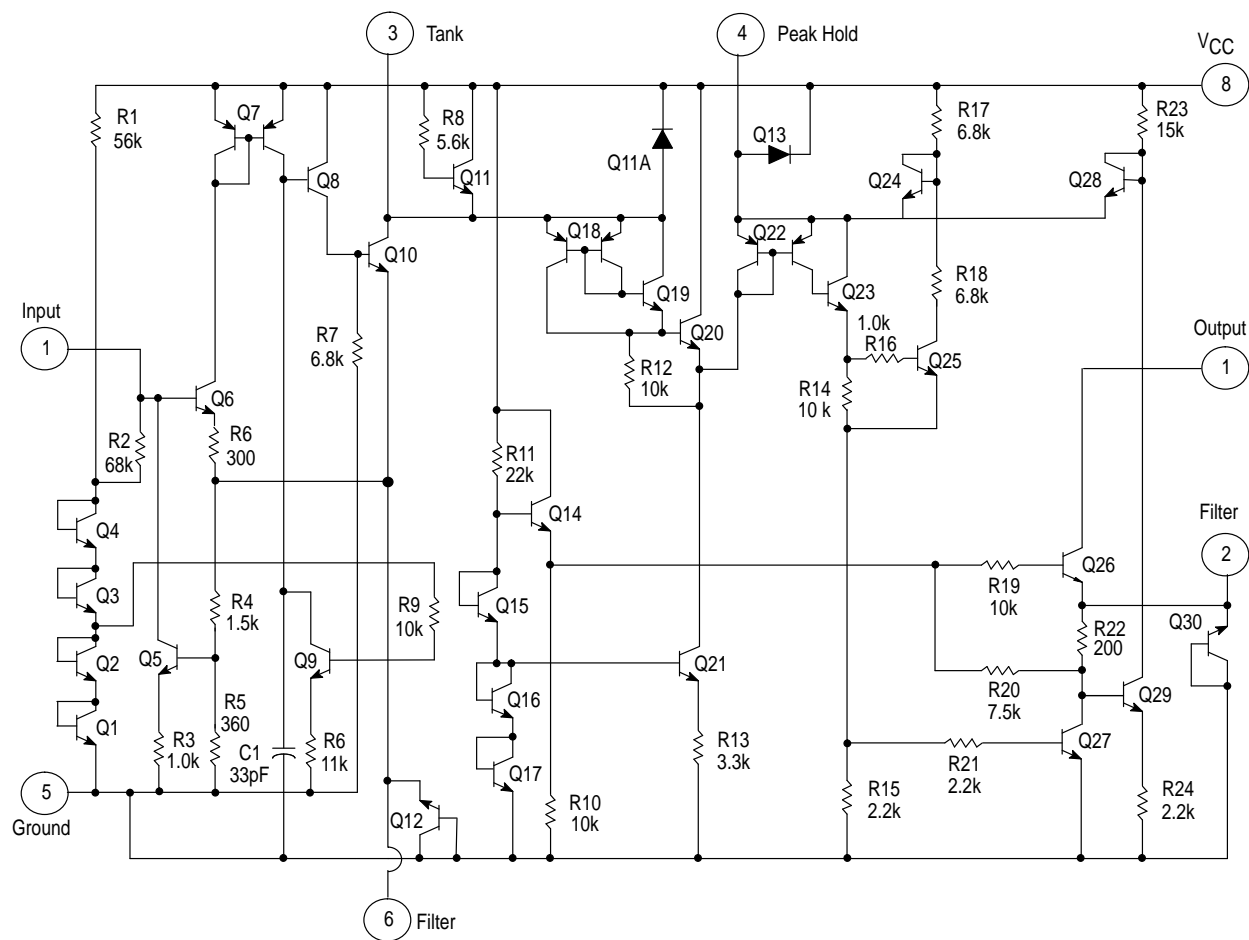 3 Tank
4 Peak Hold
VCC
8
R1
56k
Q7
R8
5.6k
Q11A
Q13
R17
6.8k
R23
15k
Q8
Q11
Q24
Q28
Q10
Q18
Q22
Q19
Q23
R18
6.8k
Input
1
R7
6.8k
Q20
1.0k
R16
Q25
Output
1
R12
10k
R14
10 k
Q6
R2
68k
R6
300
R11
22k
Q14
Q4
Filter
2
Q3
R4
1.5k
R9
10k
Q15
R19
10k
Q26
Q2
Q5
Q9
Q21
R22
200
Q30
Q16
R20
7.5k
Q29
Q1
R5
360
R3
1.0k
C1
33pF
R6
11k
Q17
R13
3.3k
Q27
R21
2.2k
5
Ground
Q12
R10
10k
R15
2.2k
R24
2.2k
6 Filter